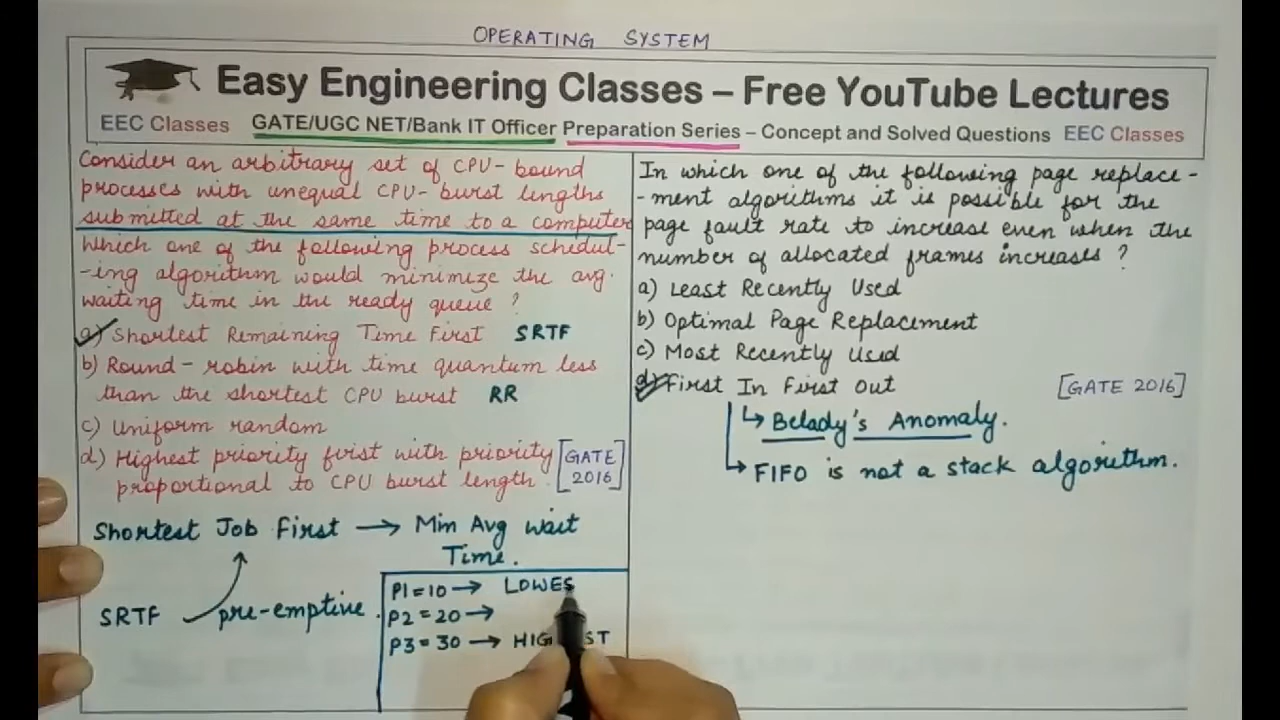 OPERATING SYSTEM
Easy Engineering Classes – Free YouTube Lectures
EEC Classes GATE/UGC NET/Bank IT Officer Preparation Series – Concept and Solved Questions EEC Classes
Consider an arbitrary set of CPU-bound
processes with unequal CPU-burst lengths
submitted at the same time to a computer
Which one of the following process schedul-
-ing algorithm would minimize the avg.
waiting time in the ready queue ?
a) Shortest Remaining Time First SRTF
b) Round-robin with time quantum less
than the shortest CPU burst RR
c) Uniform random
d) Highest priority first with priority
proportional to CPU burst length.
[GATE
2016]
Shortest Job First → Min Avg wait
Time.
SRTF pre-emptive.
P1=10 → LOWES
P2=20 →
P3=30 →
In which one of the following page replace-
-ment algorithms it is possible for the
page fault rate to increase even when the
number of allocated frames increases ?
a) Least Recently Used
b) Optimal Page Replacement
c) Most Recently Used
d) First In First Out [GATE 2016]
↳ Belady's Anomaly.
↳ FIFO is not a stack algorithm.